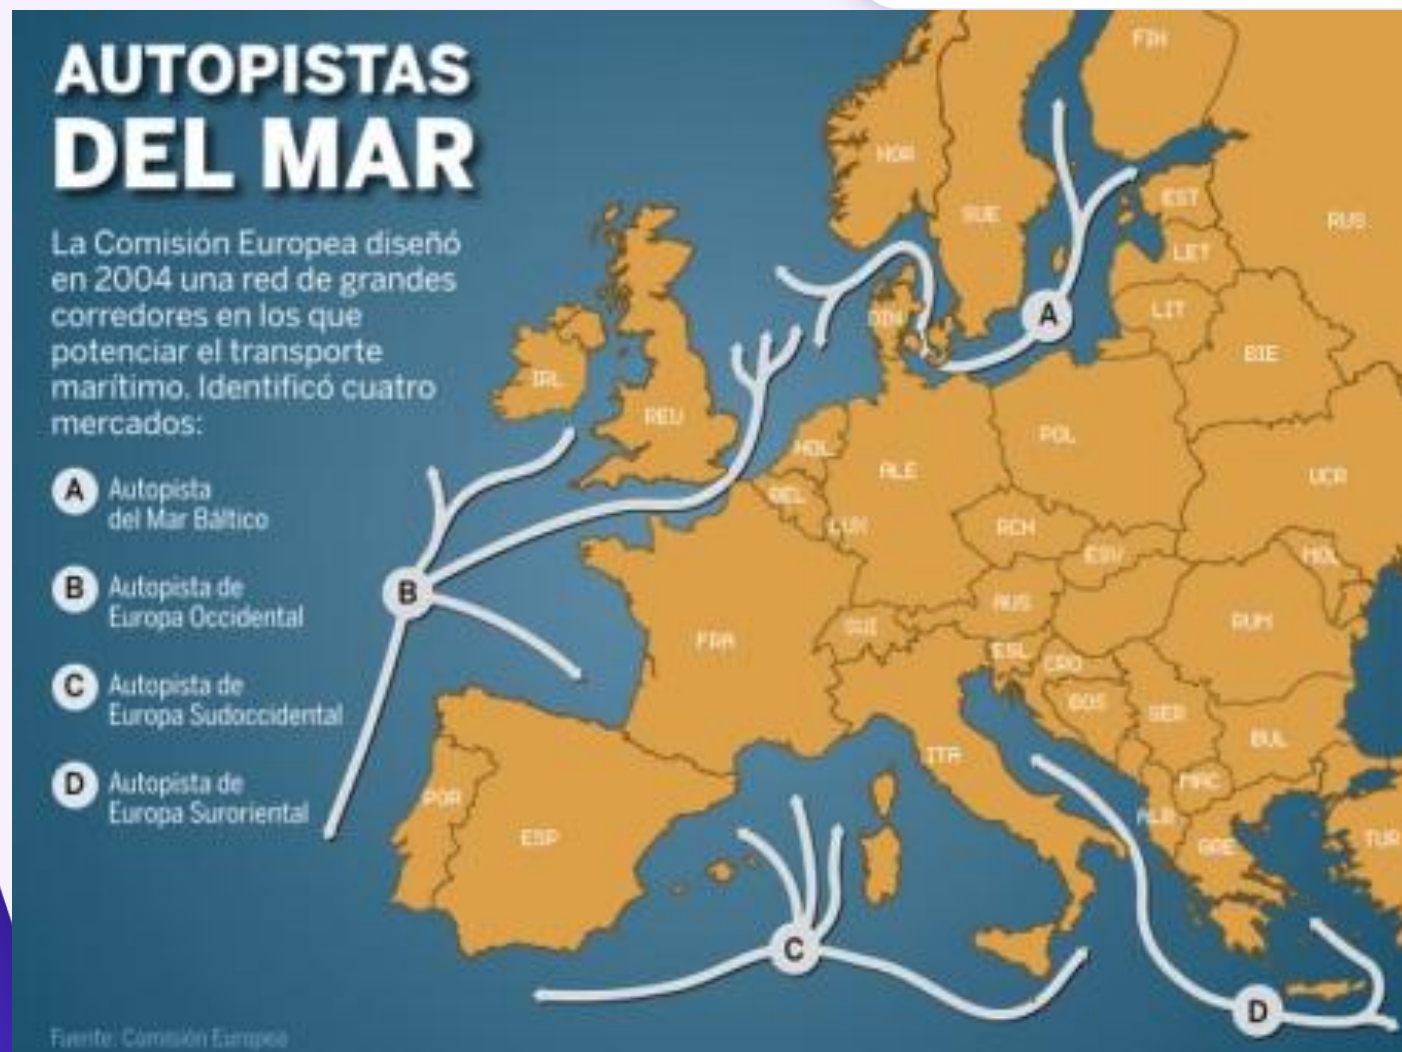 AUTOPISTAS
DEL MAR
La Comisión Europea diseñó
en 2004 una red de grandes
corredores en los que
potenciar el transporte
marítimo. Identificó cuatro
mercados:
A Autopista
del Mar Báltico
B Autopista de
Europa Occidental
C Autopista de
Europa Sudoccidental
D Autopista de
Europa Suroriental
Fuente: Comisión Europea
FIN
NOR
SUE
EST
RUS
LET
LIT
DIN
A
BIE
IRL
REU
HOL
ALE
POL
BEL
UCR
LUX
RCH
ESV
MOL
B
AUS
FRA
SUI
RUM
ESL
CRO
BOS
SER
BUL
ITA
MAC
POR
ESP
ALB
GRE
TUR
C
D